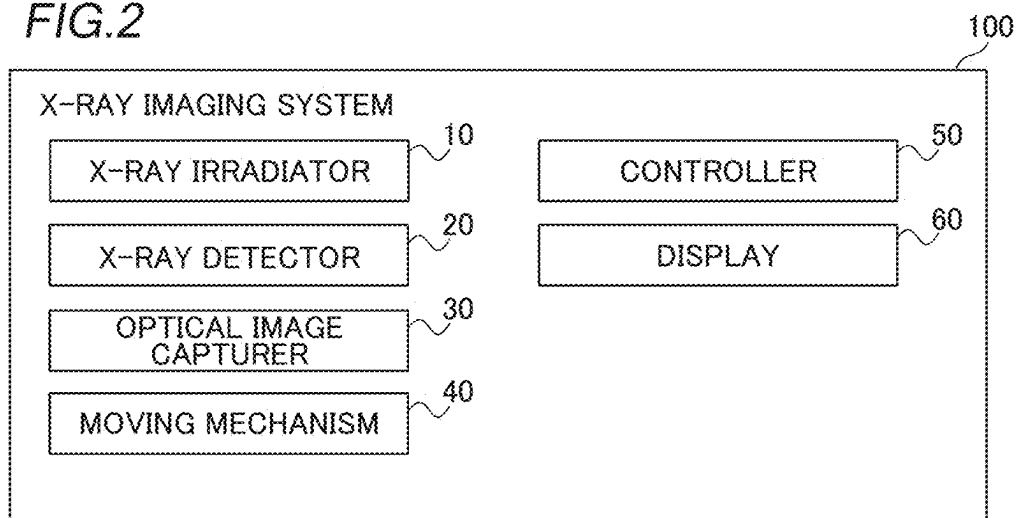 FIG.2
100
X-RAY IMAGING SYSTEM
10
X-RAY IRRADIATOR
20
X-RAY DETECTOR
30
OPTICAL IMAGE
CAPTURER
40
MOVING MECHANISM
50
CONTROLLER
60
DISPLAY